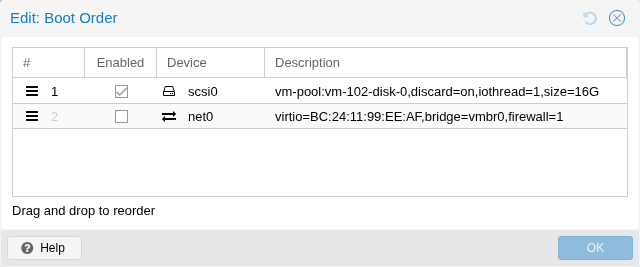 Edit: Boot Order
# Enabled Device Description
1 scsi0 vm-pool:vm-102-disk-0,discard=on,iothread=1,size=16G
2 net0 virtio=BC:24:11:99:EE:AF,bridge=vmbr0,firewall=1
Drag and drop to reorder
Help OK